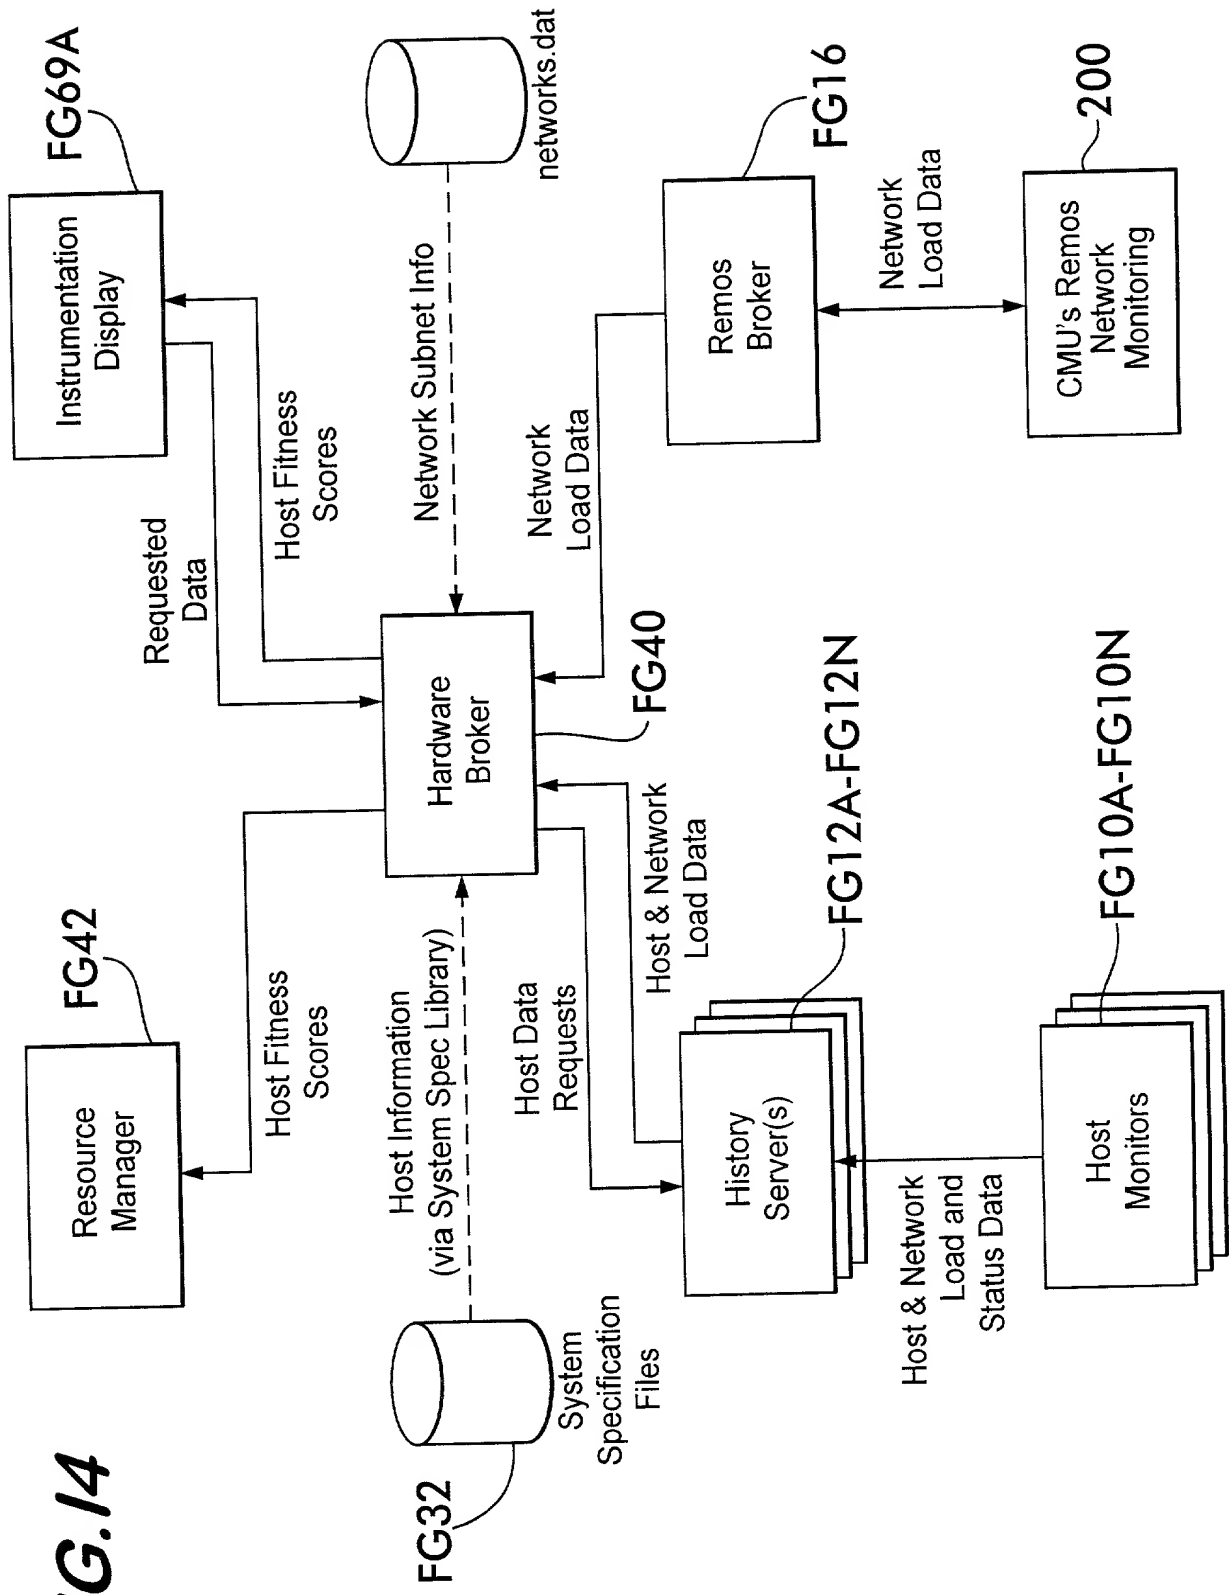 G.14
FG42
Resource
Manager
Host Fitness
Scores
FG69A
Instrumentation
Display
Requested
Data
Host Fitness
Scores
FG32
System
Specification
Files
Host Information
(via System Spec Library)
Hardware
Broker
FG40
Network Subnet Info
networks.dat
Host Data
Requests
Host & Network
Load Data
Network
Load Data
History
Server(s)
FG12A-FG12N
Remos
Broker
FG16
Host & Network
Load and
Status Data
Network
Load Data
Host
Monitors
FG10A-FG10N
CMU's Remos
Network
Monitoring
200